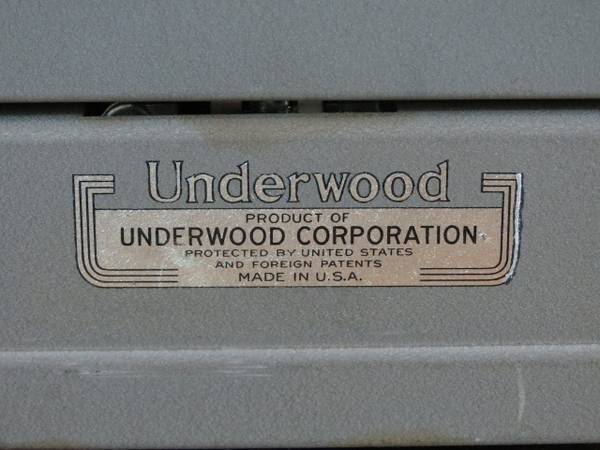 Underwood
PRODUCT OF
UNDERWOOD CORPORATION
PROTECTED BY UNITED STATES
AND FOREIGN PATENTS
MADE IN U.S.A.